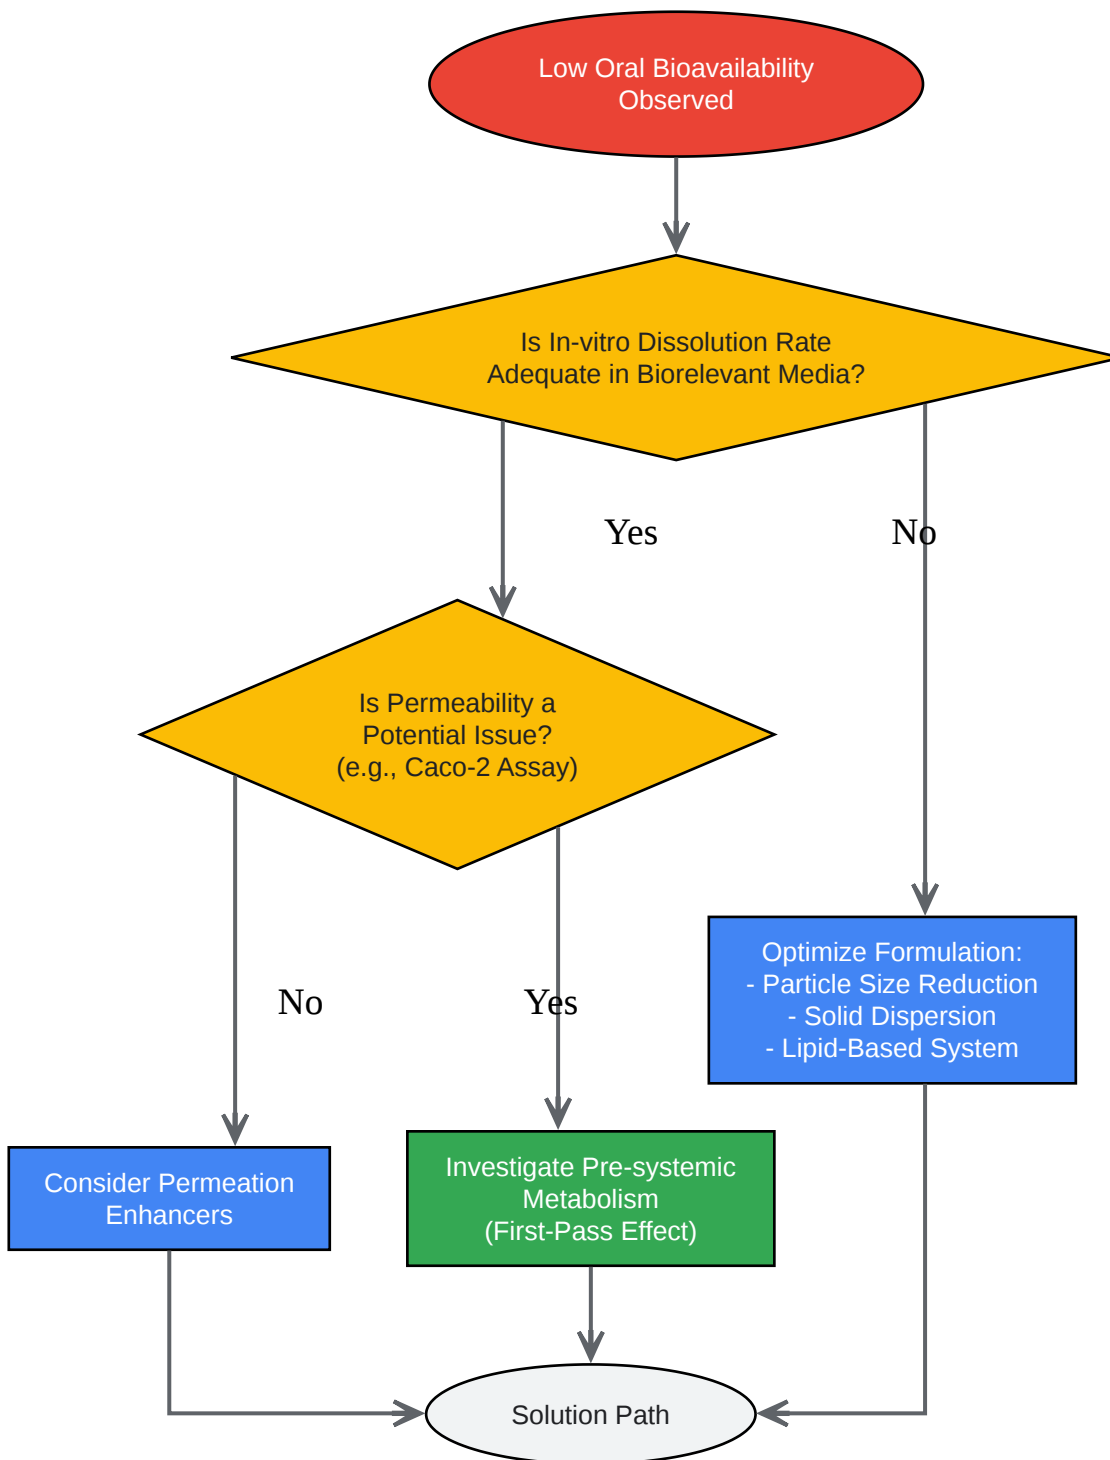 Low Oral Bioavailability
Observed
Is In-vitro Dissolution Rate
Adequate in Biorelevant Media?
Yes
No
Is Permeability a
Potential Issue?
(e.g., Caco-2 Assay)
No
Yes
Optimize Formulation:
- Particle Size Reduction
- Solid Dispersion
- Lipid-Based System
Consider Permeation
Enhancers
Investigate Pre-systemic
Metabolism
(First-Pass Effect)
Solution Path